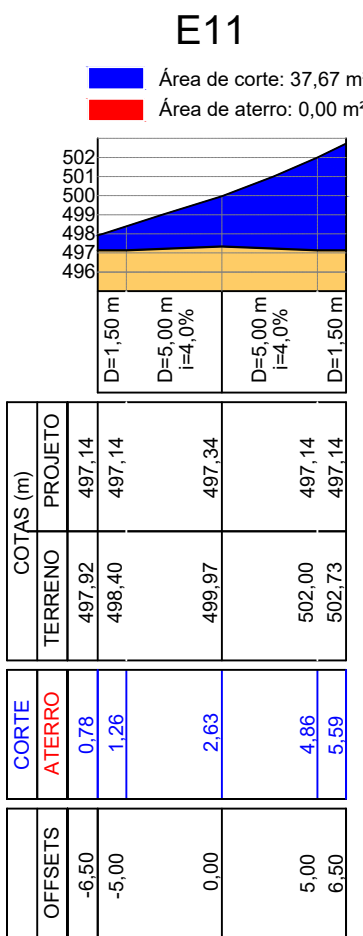 E11
Área de corte: 37,67 m
Área de aterro: 0,00 m²
502
501
500
499
498
497
496
D=1,50 m
D=5,00 m
i=4,0%
D=5,00 m
i=4,0%
D=1,50 m
COTAS (m)
PROJETO
497,14
497,14
497,34
497,14
497,14
TERRENO
497,92
498,40
499,97
502,00
502,73
CORTE
ATERRO
0,78
1,26
2,63
4,86
5,59
OFFSETS
-6,50
-5,00
0,00
5,00
6,50